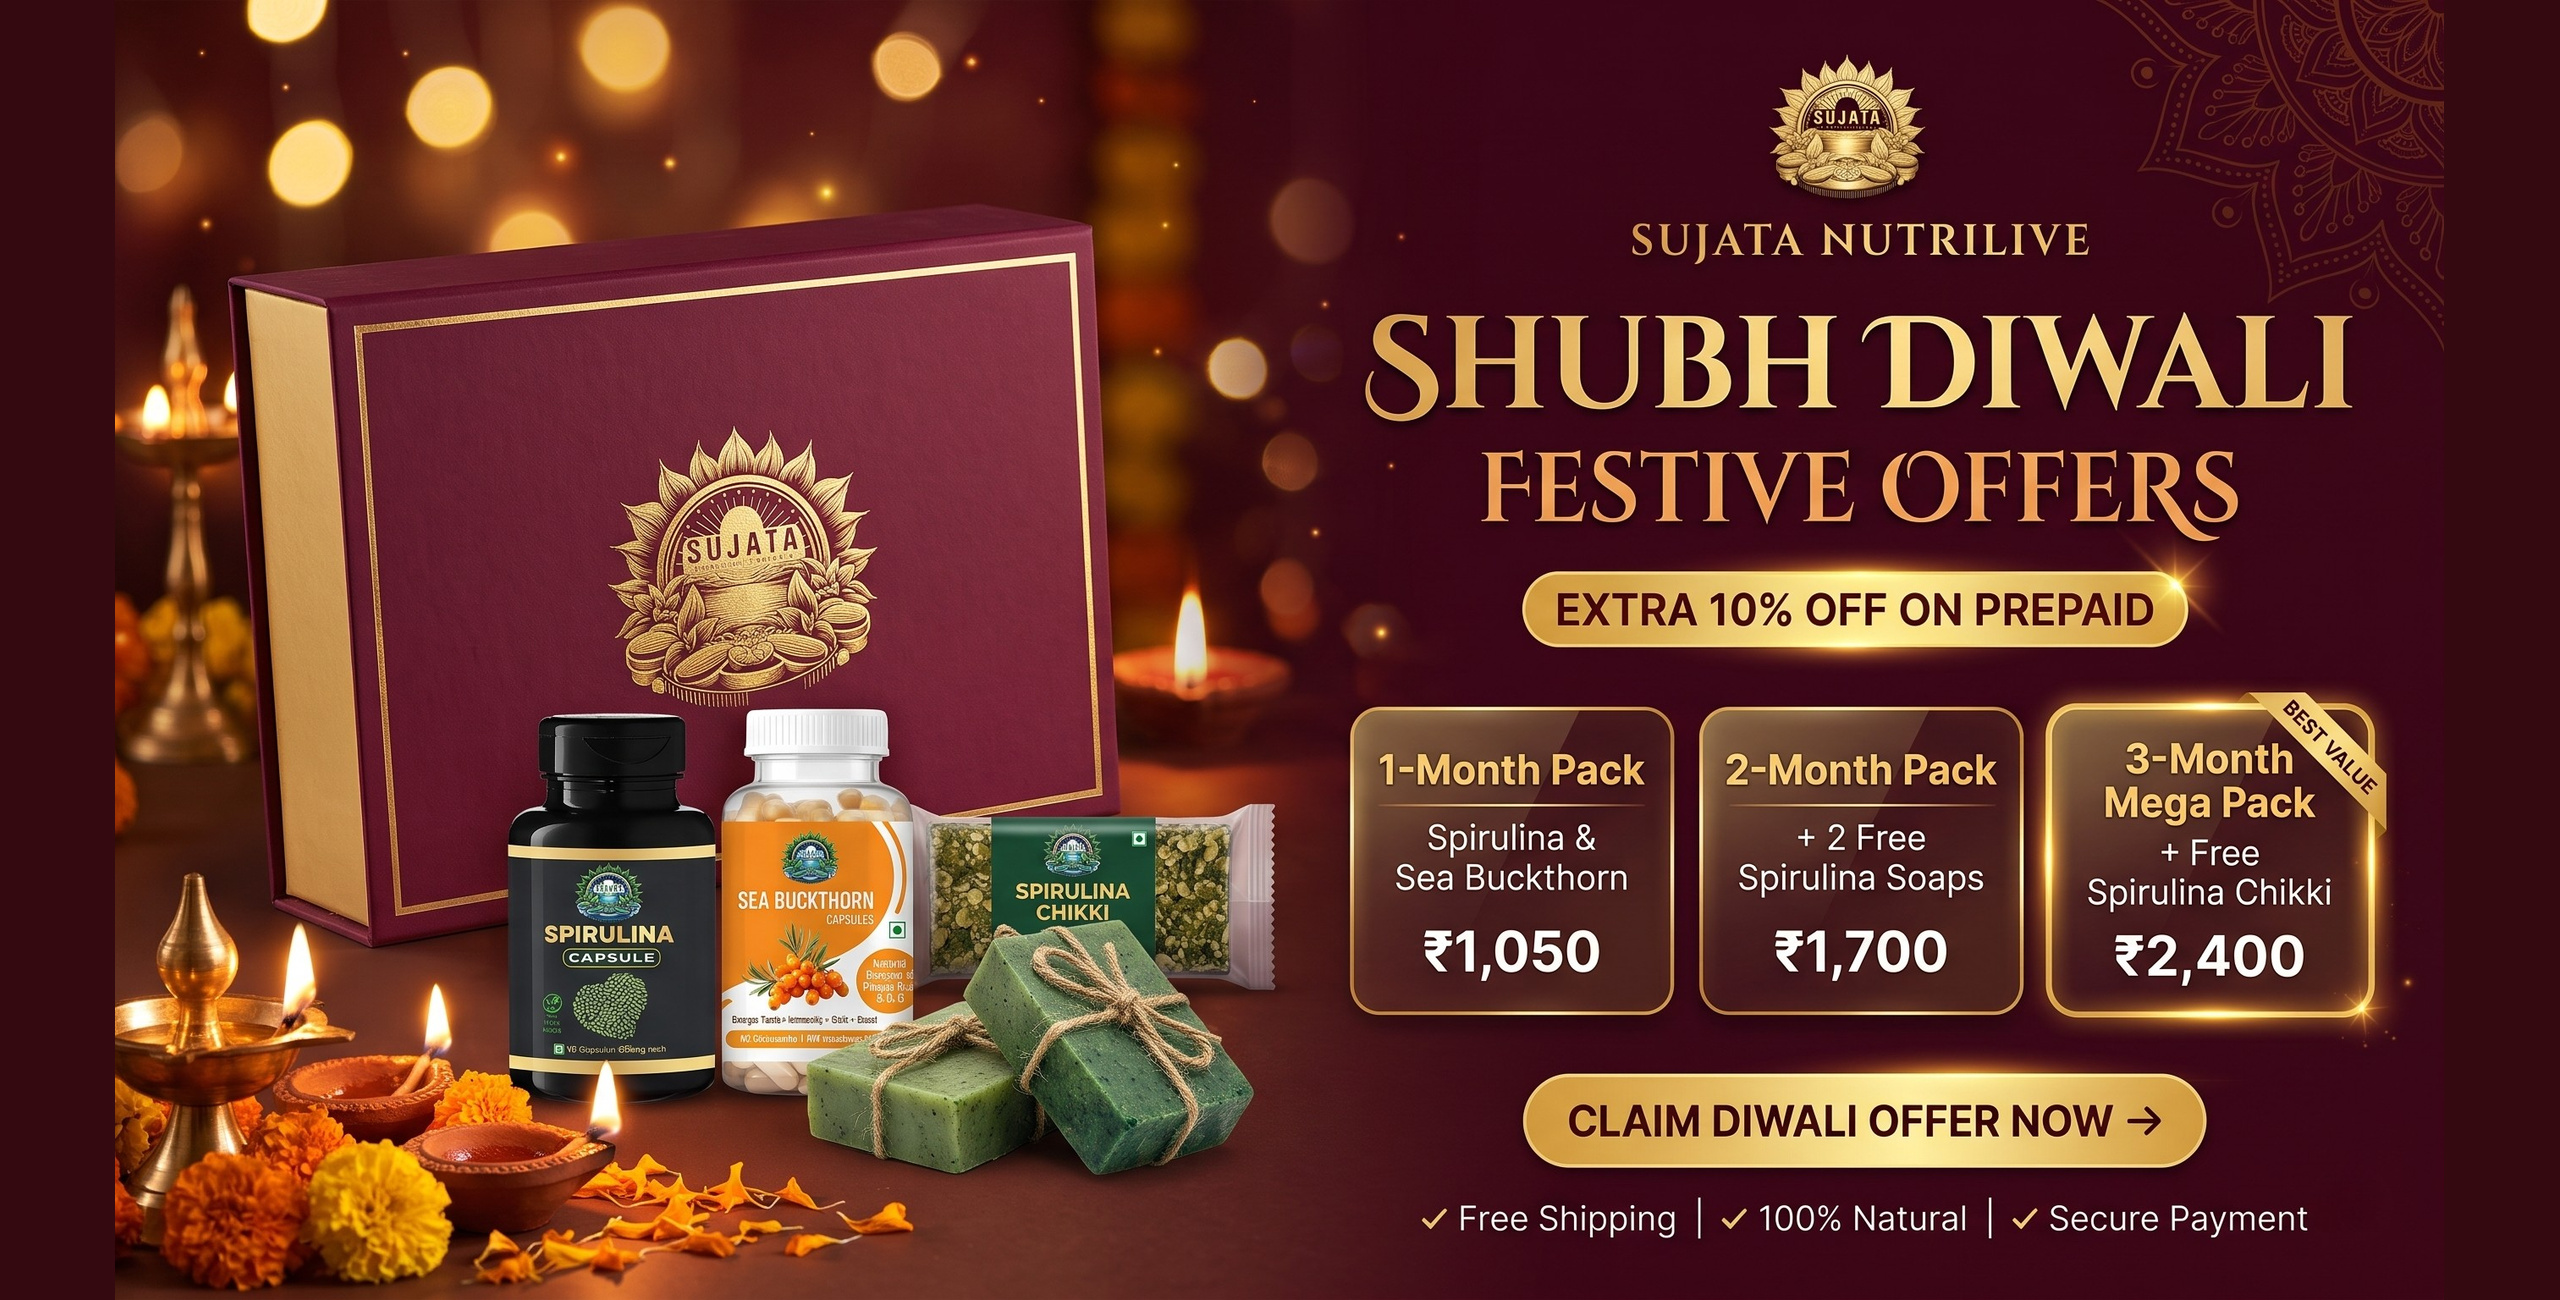 SUJATA
SUJATA NUTRILIVE
SHUBH DIWALI
FESTIVE OFFERS
EXTRA 10% OFF ON PREPAID
1-Month Pack
Spirulina &
Sea Buckthorn
₹1,050
2-Month Pack
+ 2 Free
Spirulina Soaps
₹1,700
BEST VALUE
3-Month
Mega Pack
+ Free
Spirulina Chikki
₹2,400
CLAIM DIWALI OFFER NOW →
✓ Free Shipping | ✓ 100% Natural | ✓ Secure Payment
SUJATA
SPIRULINA
CAPSULE
SEA BUCKTHORN
CAPSULES
SPIRULINA
CHIKKI